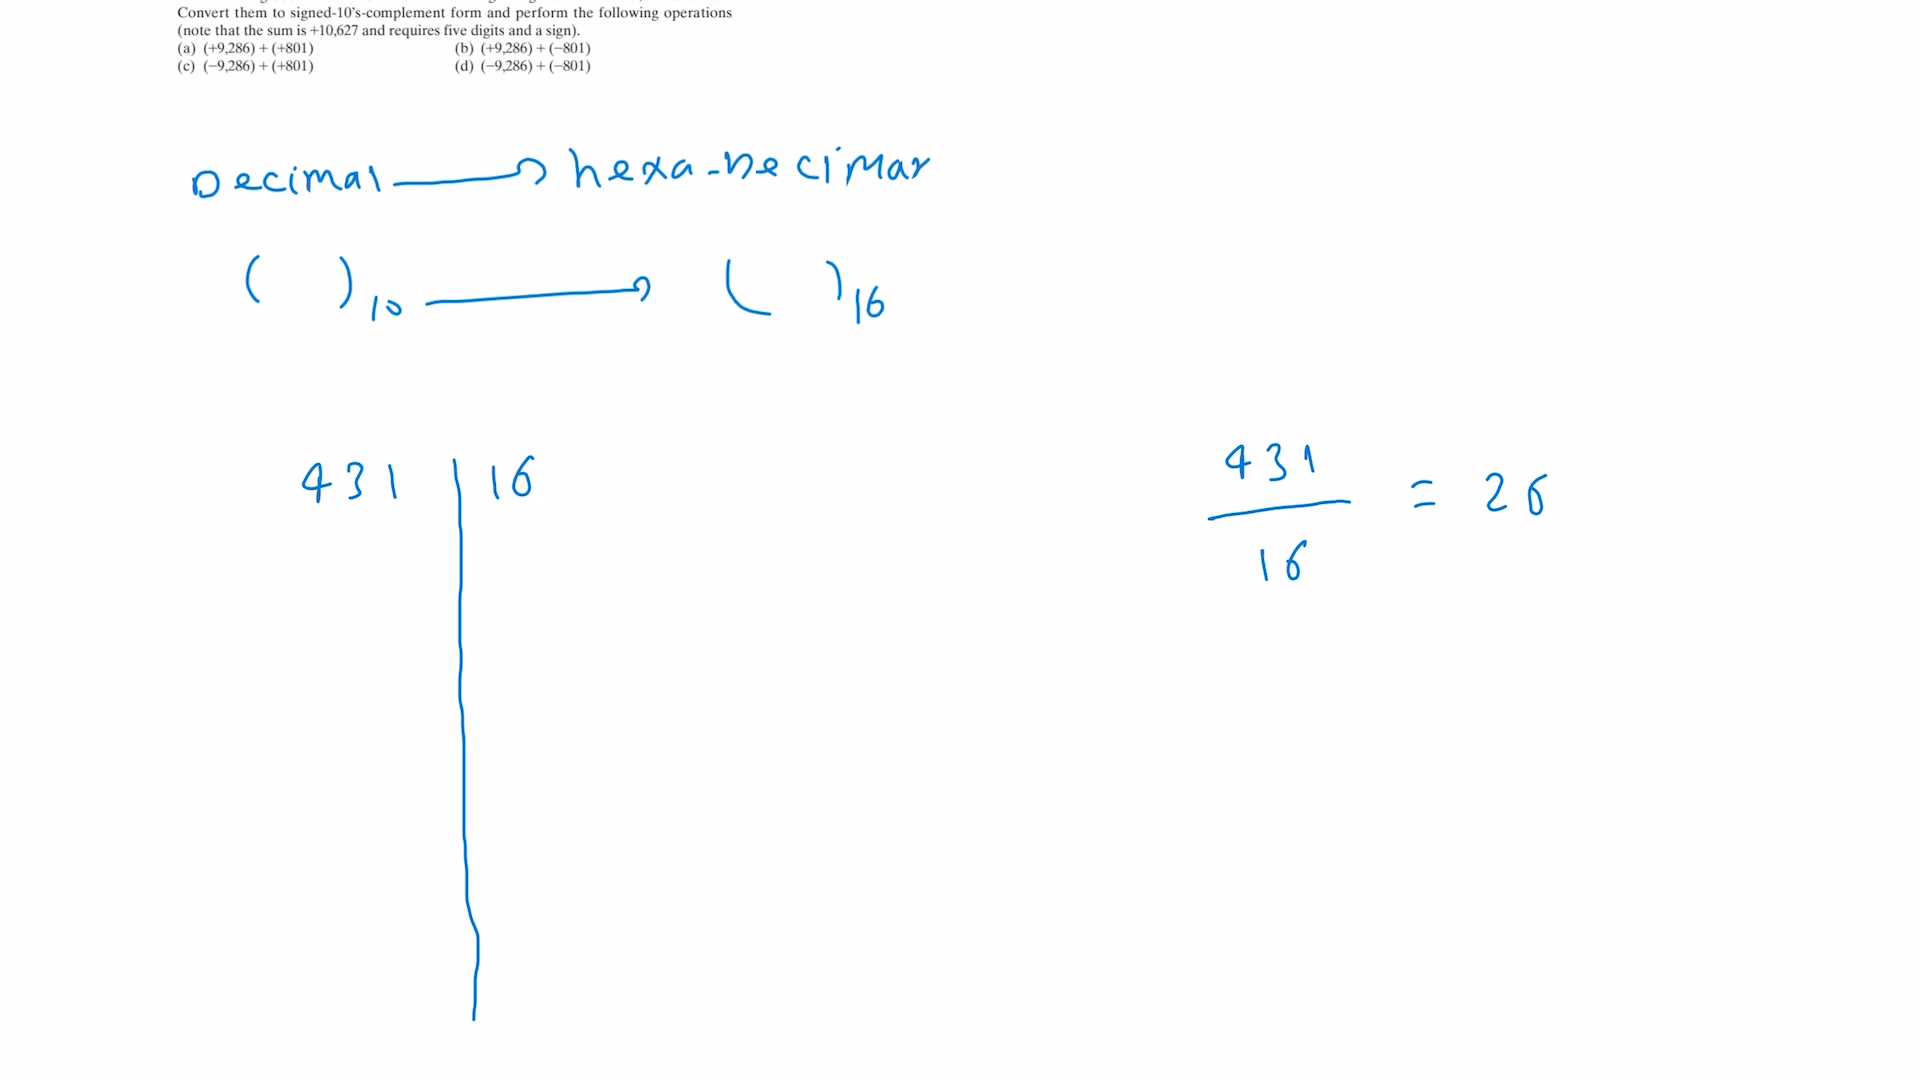 Convert them to signed-10's-complement form and perform the following operations
(note that the sum is +10,627 and requires five digits and a sign).
(a) (+9,286) + (+801) (b) (+9,286) + (−801)
(c) (−9,286) + (+801) (d) (−9,286) + (−801)
Decimal → hexa-Decimal
( )10 → ( )16
431 | 16
431
16
= 26